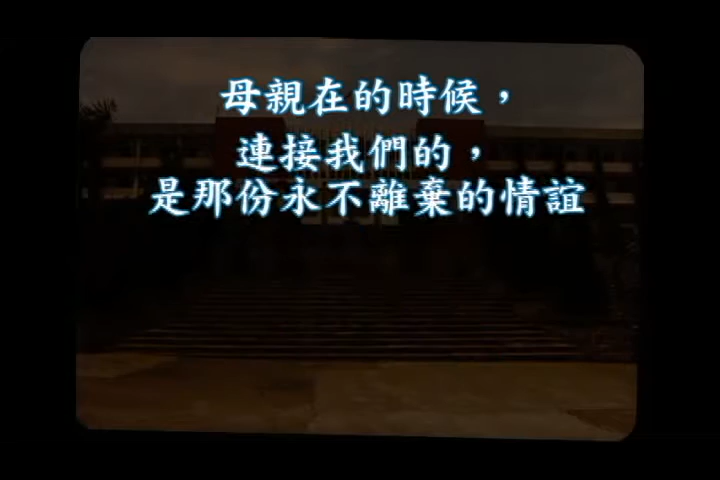 母親在的時候，
連接我們的，
是那份永不離棄的情誼